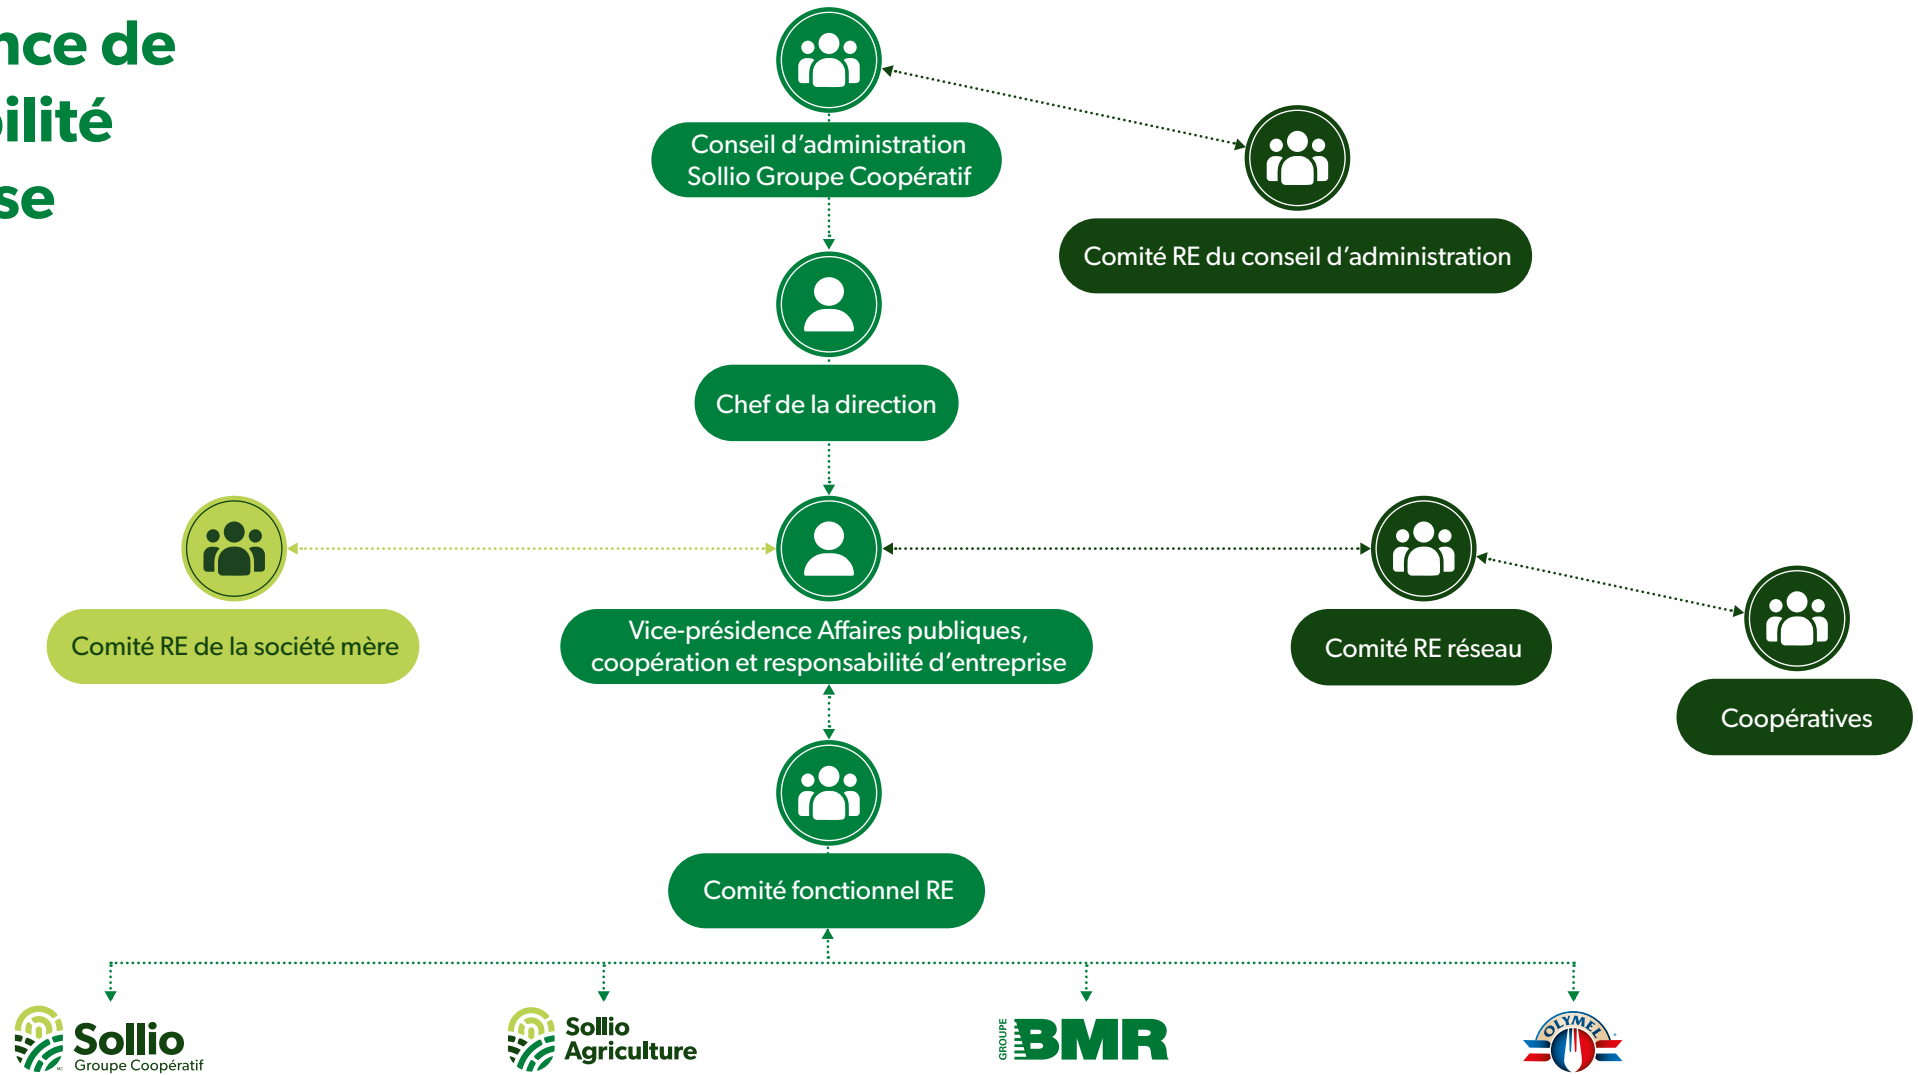 nce de
bilité
se
Conseil d’administration
Sollio Groupe Coopératif
Comité RE du conseil d’administration
Chef de la direction
Comité RE de la société mère
Vice-présidence Affaires publiques,
coopération et responsabilité d’entreprise
Comité RE réseau
Coopératives
Comité fonctionnel RE
Sollio
Groupe Coopératif
MC
Sollio
Agriculture
GROUPE
BMR
OLYMEL